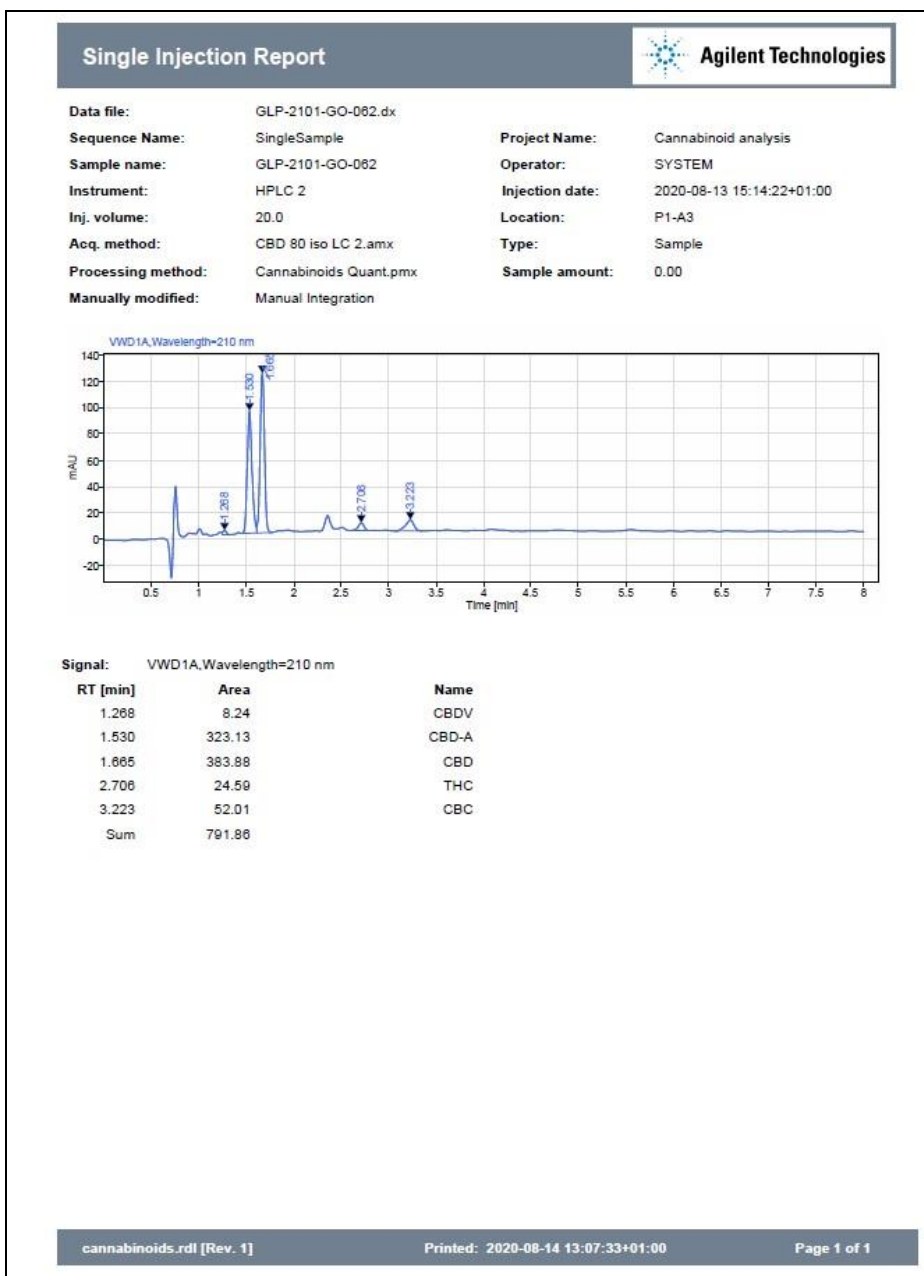 Single Injection Report
Agilent Technologies
Data file: GLP-2101-GO-062.dx
Sequence Name: SingleSample Project Name: Cannabinoid analysis
Sample name: GLP-2101-GO-062 Operator: SYSTEM
Instrument: HPLC 2 Injection date: 2020-08-13 15:14:22+01:00
Inj. volume: 20.0 Location: P1-A3
Acq. method: CBD 80 iso LC 2.amx Type: Sample
Processing method: Cannabinoids Quant.pmx Sample amount: 0.00
Manually modified: Manual Integration
VWD1A,Wavelength=210 nm
140
120
100
80
60
40
20
0
-20
mAU
1.268
1.530
1.665
2.706
3.223
0.5 1 1.5 2 2.5 3 3.5 4 4.5 5 5.5 6 6.5 7 7.5 8
Time [min]
Signal: VWD1A,Wavelength=210 nm
RT [min] Area Name
1.268 8.24 CBDV
1.530 323.13 CBD-A
1.665 383.88 CBD
2.706 24.59 THC
3.223 52.01 CBC
Sum 791.86
cannabinoids.rdl [Rev. 1] Printed: 2020-08-14 13:07:33+01:00 Page 1 of 1